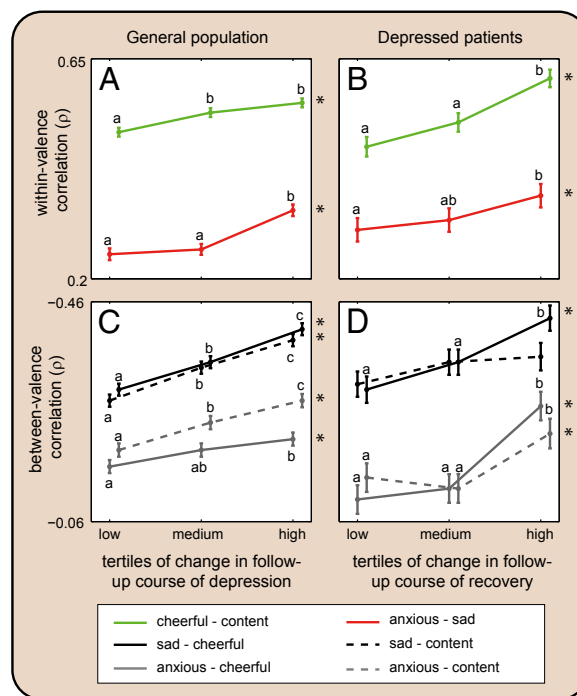 General population
Depressed patients
0.65
A
a
b
b
*
a
a
b
*
B
a
a
b
*
a
ab
b
*
within-valence
correlation (ρ)
0.2
−0.46
C
a
b
c
*
*
a
b
c
a
b
c
*
a
ab
b
*
D
a
a
b
*
a
a
a
b
b
*
*
between-valence
correlation (ρ)
−0.06
low
medium
high
low
medium
high
tertiles of change in follow-
up course of depression
tertiles of change in follow-
up course of recovery
cheerful - content
anxious - sad
sad - cheerful
sad - content
anxious - cheerful
anxious - content